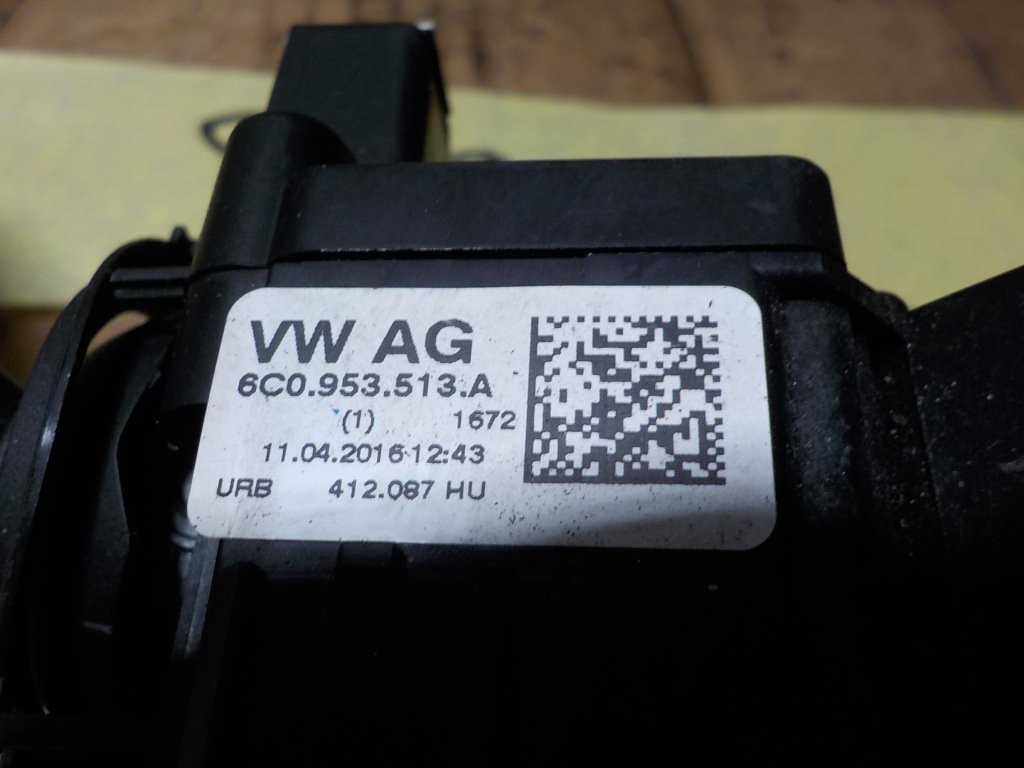 VW AG
6C0.953.513.A
(1) 1672
11.04.2016 12:43
URB 412.087 HU